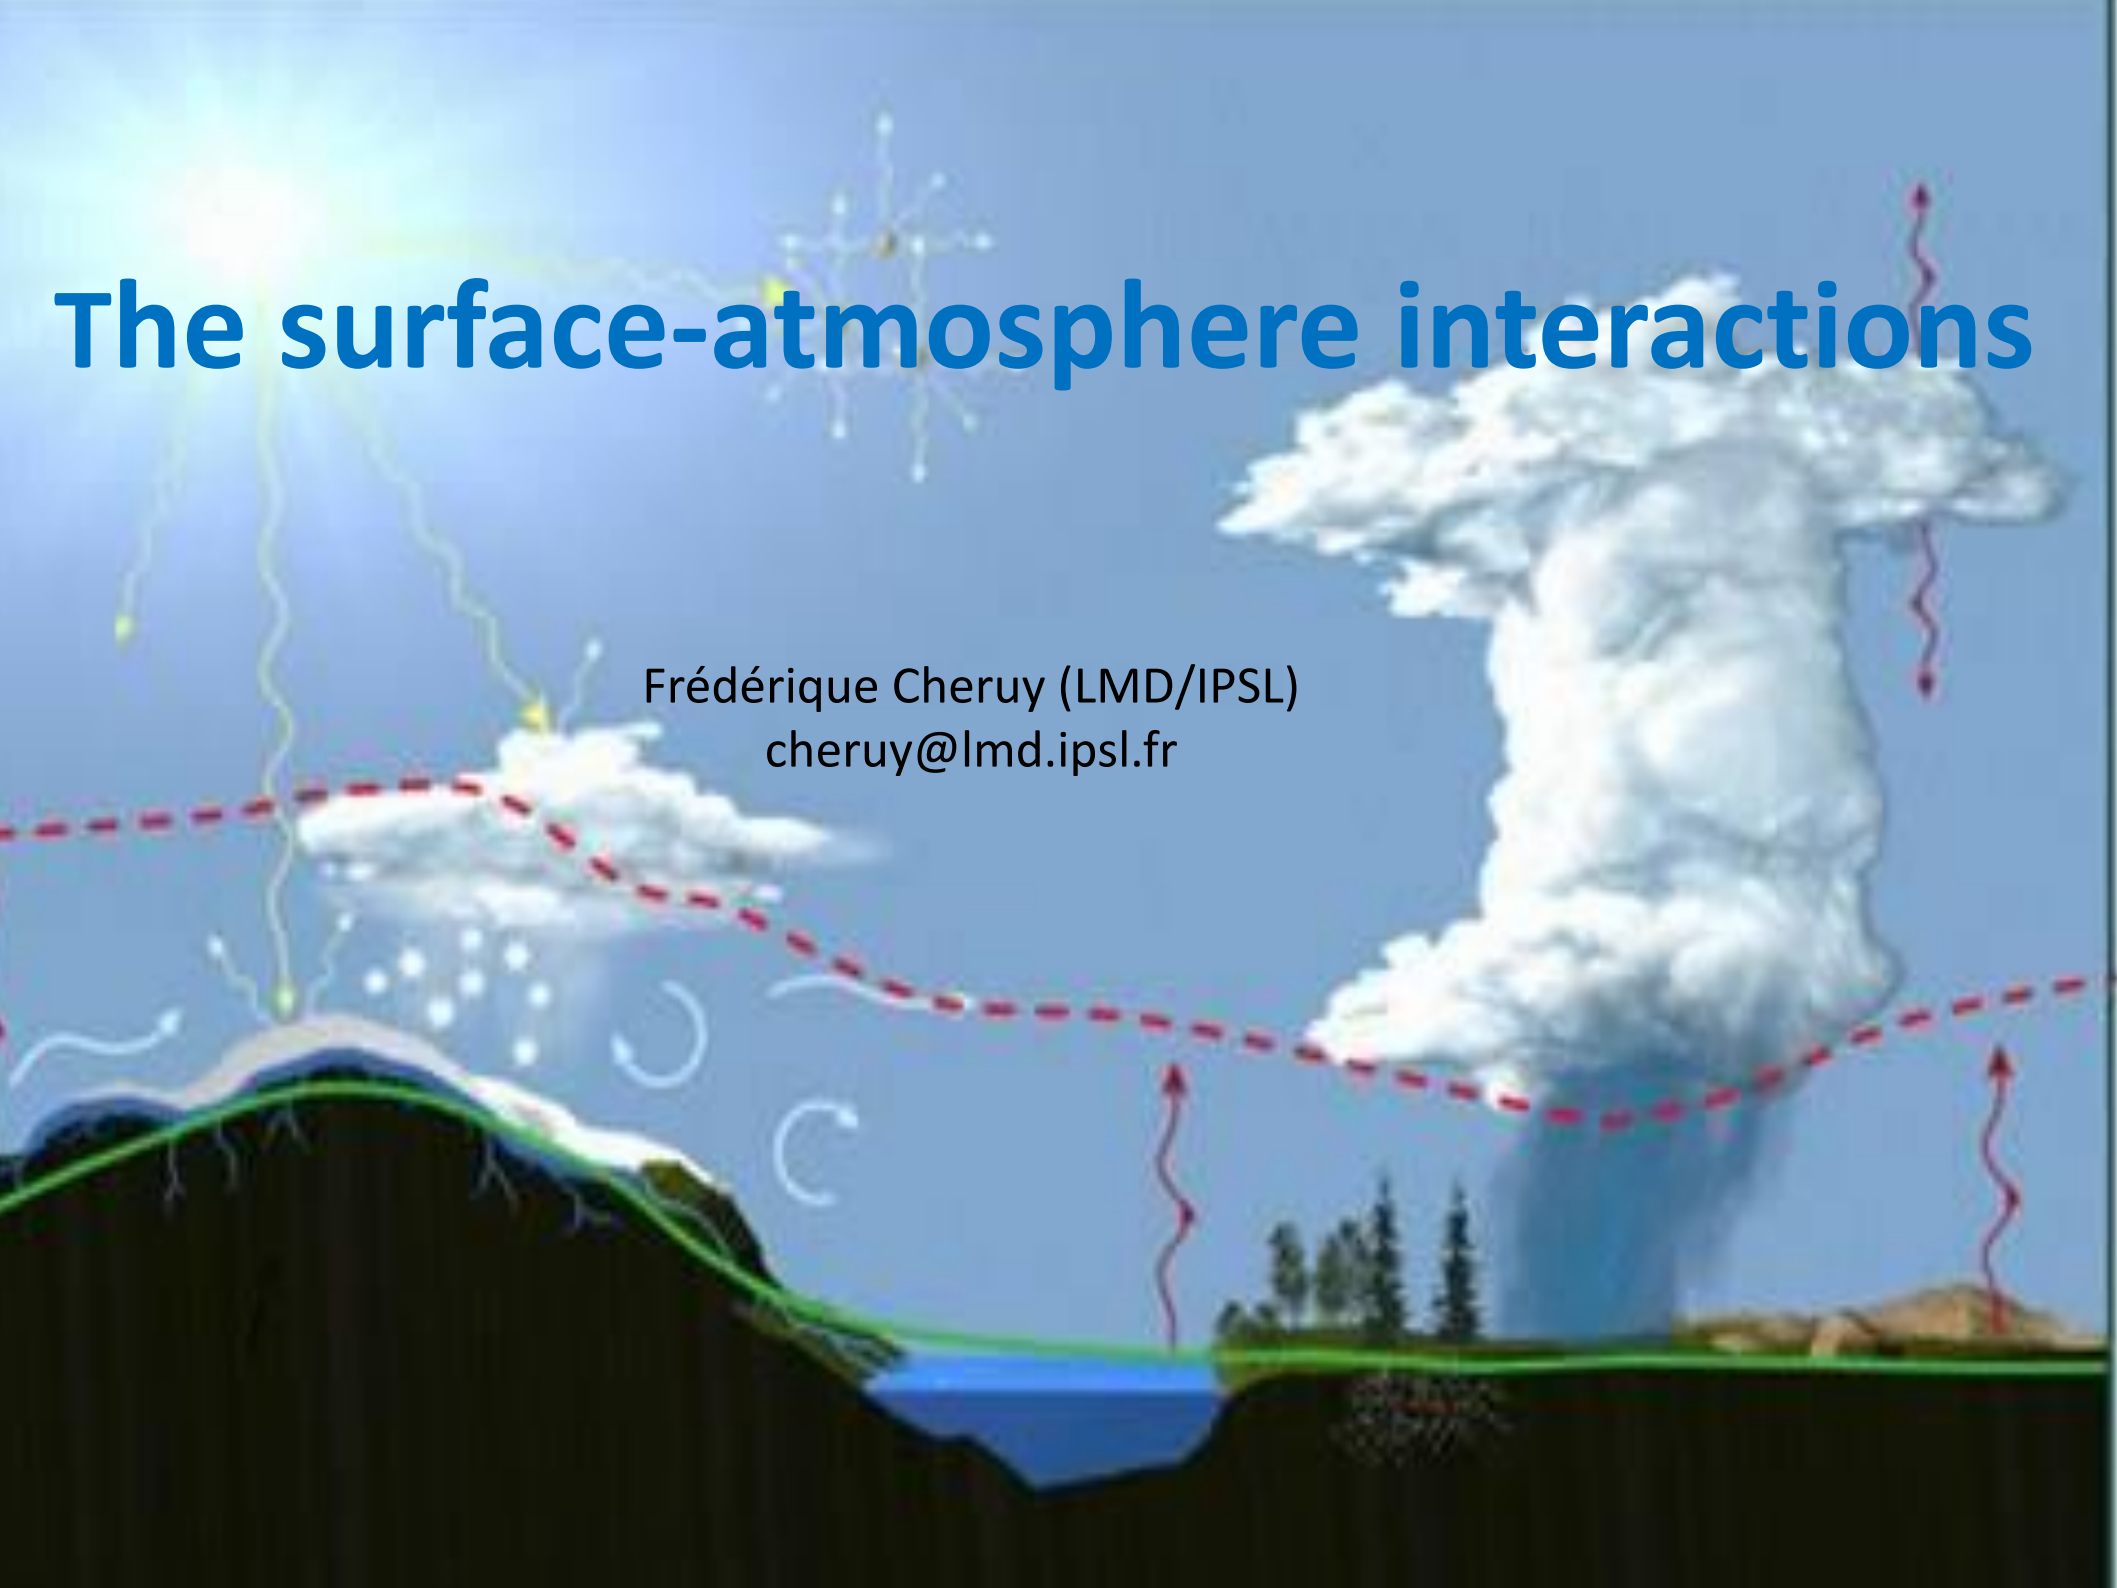 The surface-atmosphere interactions
Frédérique Cheruy (LMD/IPSL)
cheruy@lmd.ipsl.fr